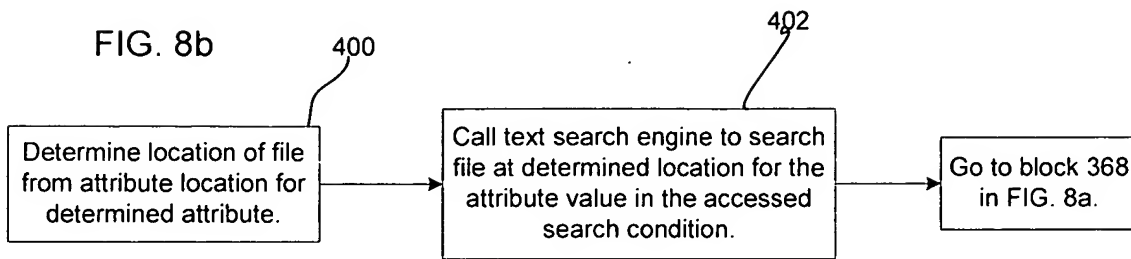 FIG. 8b
400
402
Determine location of file
from attribute location for
determined attribute.
Call text search engine to search
file at determined location for the
attribute value in the accessed
search condition.
Go to block 368
in FIG. 8a.